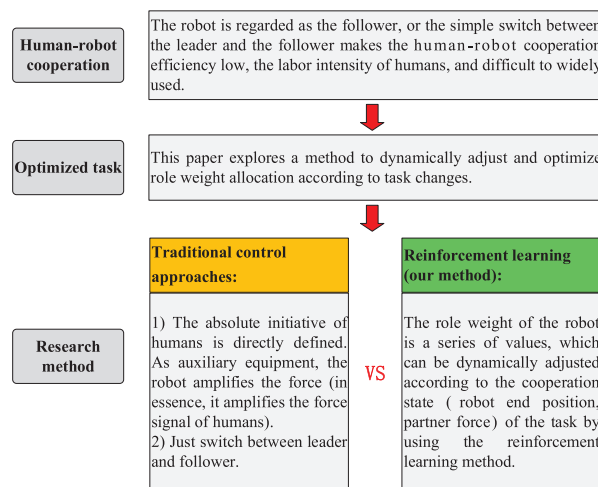 Human-robot
cooperation
The robot is regarded as the follower, or the simple switch between
the leader and the follower makes the human-robot cooperation
efficiency low, the labor intensity of humans, and difficult to widely
used.
Optimized task
This paper explores a method to dynamically adjust and optimize
role weight allocation according to task changes.
Research
method
Traditional control
approaches:
1) The absolute initiative of
humans is directly defined.
As auxiliary equipment, the
robot amplifies the force (in
essence, it amplifies the force
signal of humans).
2) Just switch between leader
and follower.
VS
Reinforcement learning
(our method):
The role weight of the robot
is a series of values, which
can be dynamically adjusted
according to the cooperation
state ( robot end position,
partner force) of the task by
using the reinforcement
learning method.